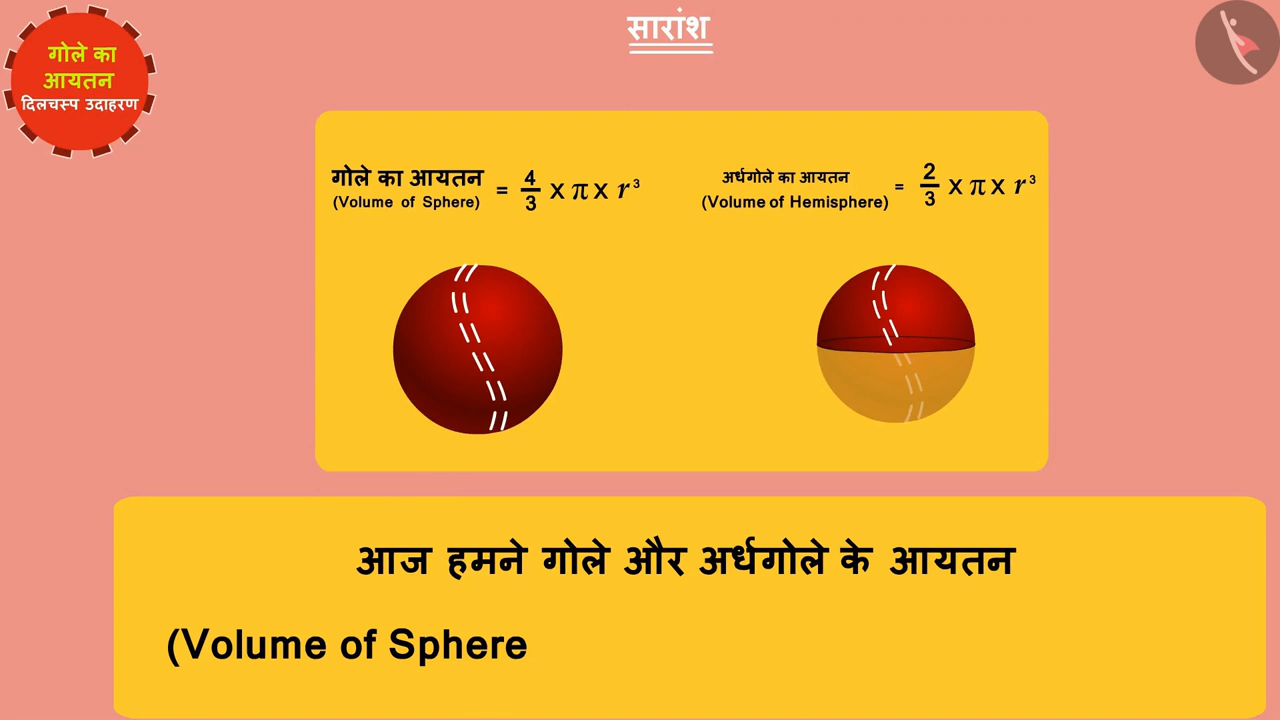 सारांश
गोले का
आयतन
दिलचस्प उदाहरण
गोले का आयतन
(Volume of Sphere)
= 4/3 x π x r³
अर्धगोले का आयतन
(Volume of Hemisphere)
= 2/3 x π x r³
आज हमने गोले और अर्धगोले के आयतन
(Volume of Sphere